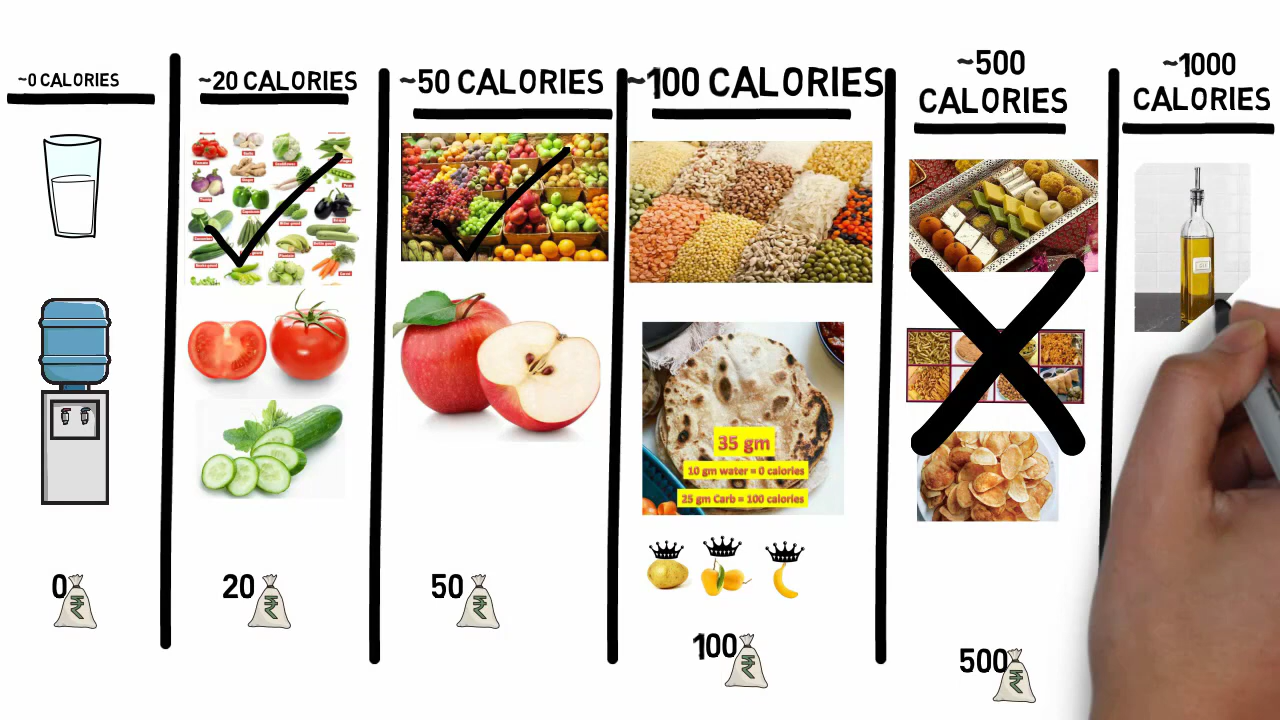 ~0 CALORIES
~20 CALORIES
~50 CALORIES
~100 CALORIES
~500
CALORIES
~1000
CALORIES
35 gm
10 gm water = 0 calories
25 gm Carb = 100 calories
0₹
20₹
50₹
100₹
500₹